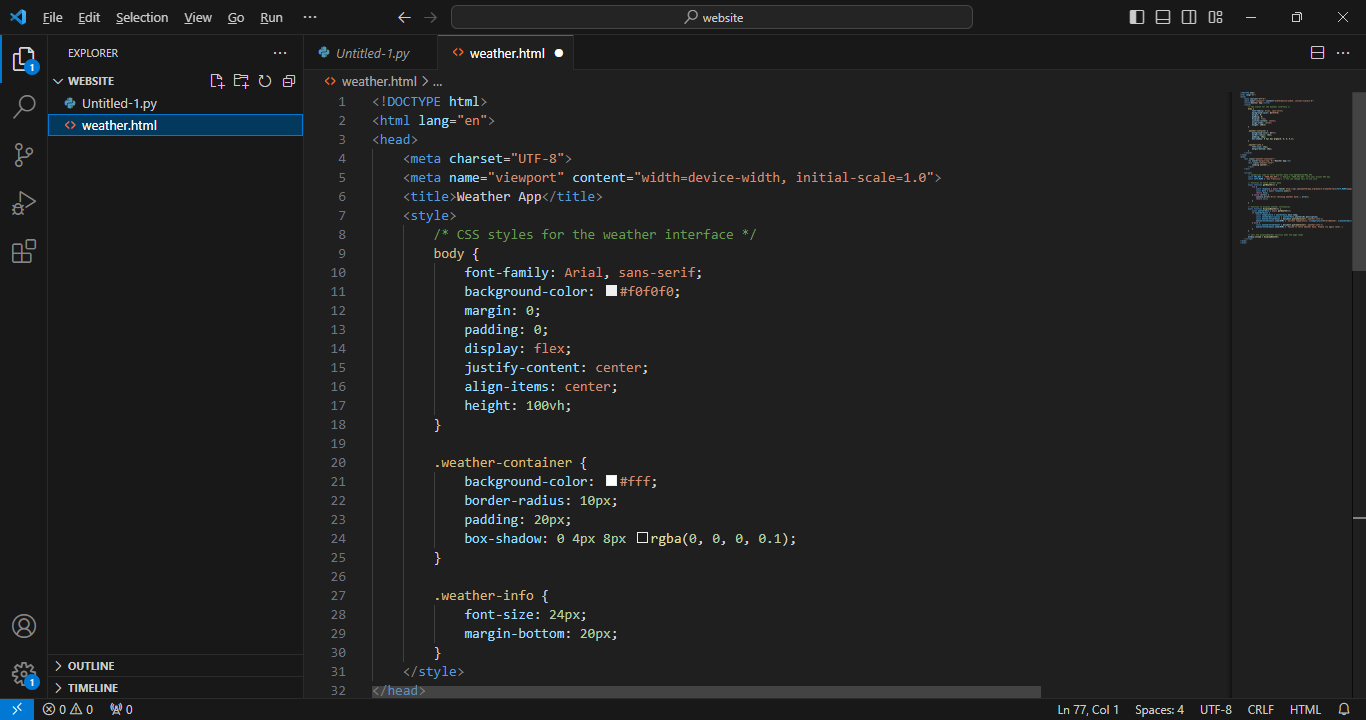 File Edit Selection View Go Run ··· website
EXPLORER ···
WEBSITE
Untitled-1.py
weather.html
OUTLINE
TIMELINE
Untitled-1.py weather.html
weather.html > ...
1 <!DOCTYPE html>
2 <html lang="en">
3 <head>
4 <meta charset="UTF-8">
5 <meta name="viewport" content="width=device-width, initial-scale=1.0">
6 <title>Weather App</title>
7 <style>
8 /* CSS styles for the weather interface */
9 body {
10 font-family: Arial, sans-serif;
11 background-color: #f0f0f0;
12 margin: 0;
13 padding: 0;
14 display: flex;
15 justify-content: center;
16 align-items: center;
17 height: 100vh;
18 }
19
20 .weather-container {
21 background-color: #fff;
22 border-radius: 10px;
23 padding: 20px;
24 box-shadow: 0 4px 8px rgba(0, 0, 0, 0.1);
25 }
26
27 .weather-info {
28 font-size: 24px;
29 margin-bottom: 20px;
30 }
31 </style>
32 </head>
1
1
0 0 0 Ln 77, Col 1 Spaces: 4 UTF-8 CRLF HTML